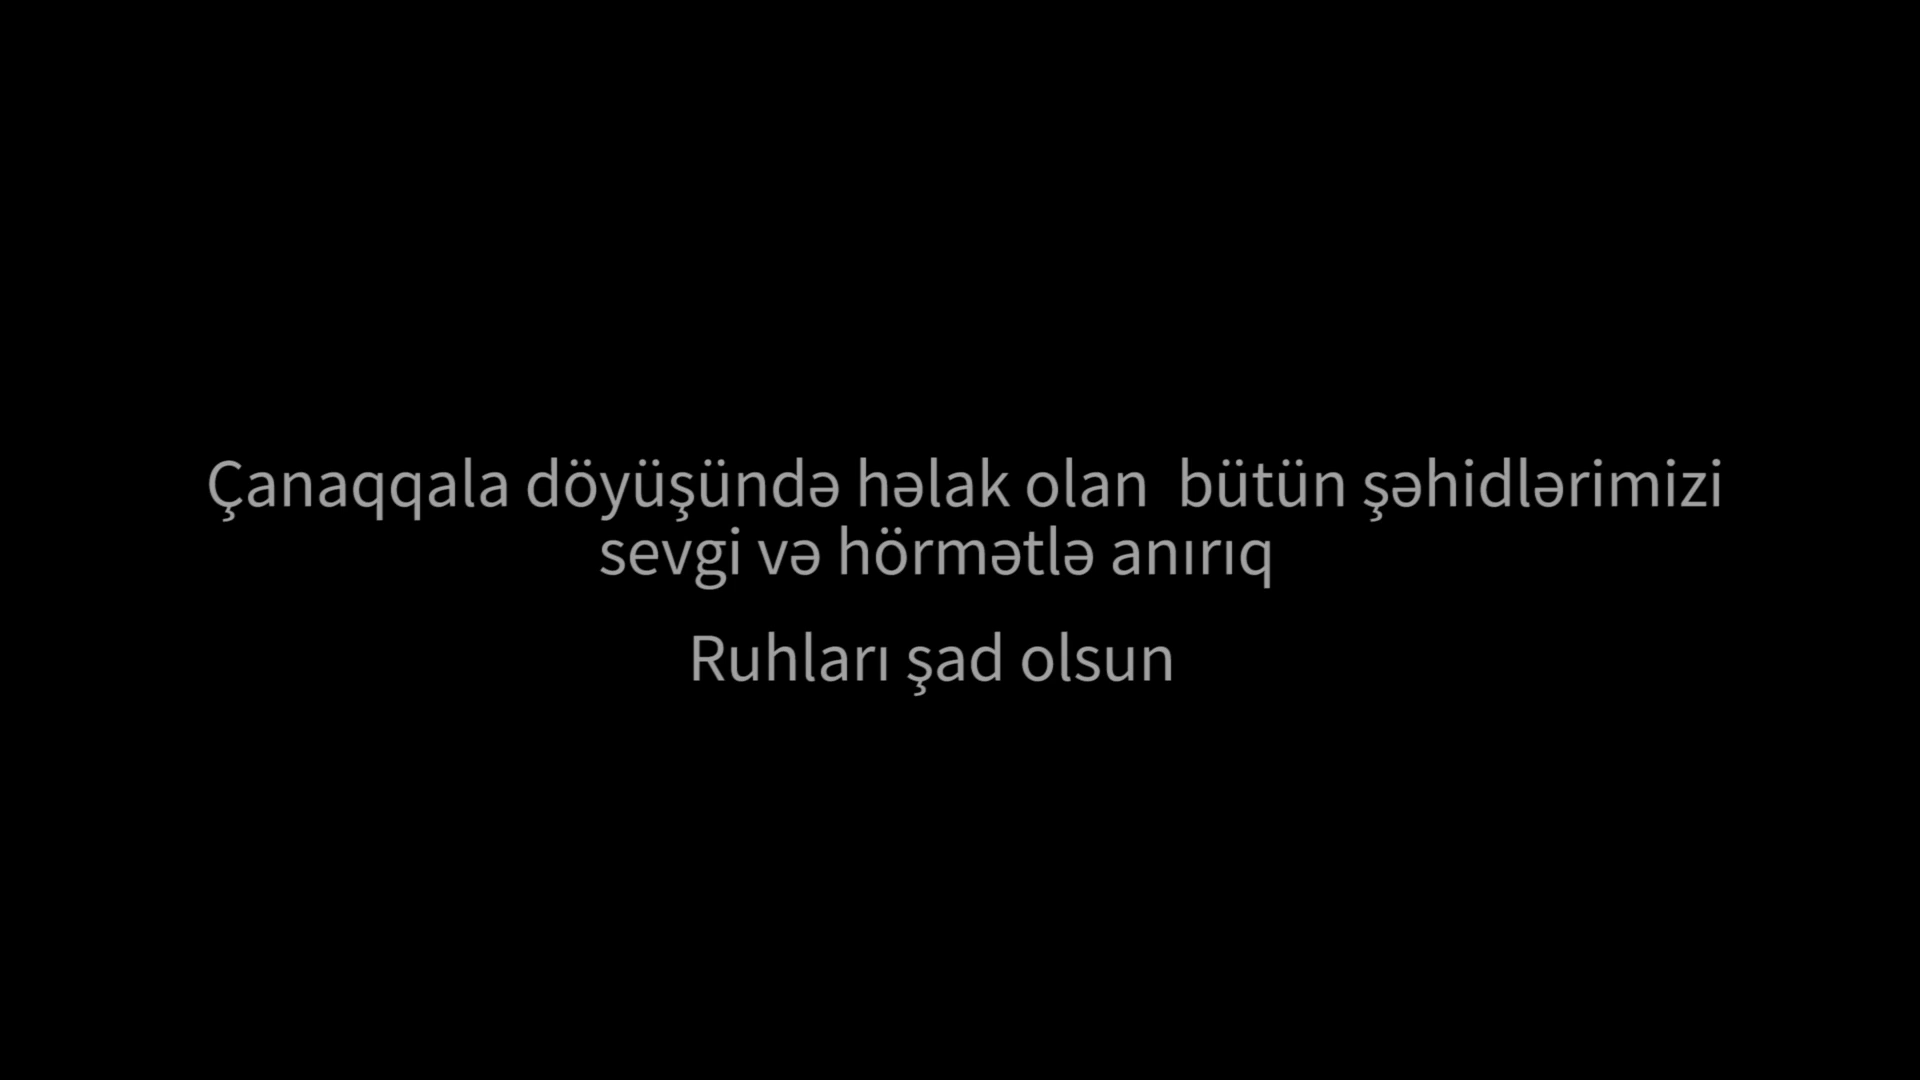 Çanaqqala döyüşündə həlak olan  bütün şəhidlərimizi
sevgi və hörmətlə anırıq
Ruhları şad olsun